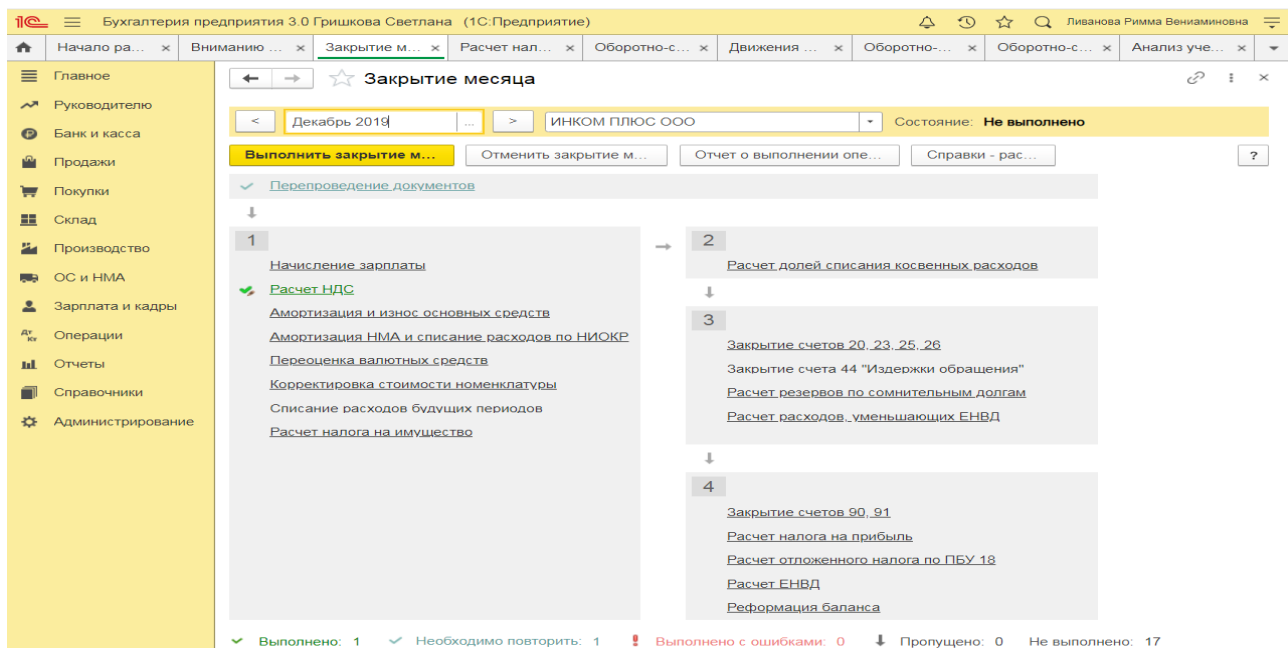 1С Бухгалтерия предприятия 3.0 Гришкова Светлана (1С:Предприятие) Ливанова Римма Вениаминовна
Начало ра... × Вниманию ... × Закрытие м... × Расчет нал... × Оборотно-с... × Движения ... × Оборотно-... × Оборотно-с... × Анализ уче... ×
Главное
Руководителю
Банк и касса
Продажи
Покупки
Склад
Производство
ОС и НМА
Зарплата и кадры
Дт Кт Операции
Отчеты
Справочники
Администрирование
Закрытие месяца
< Декабрь 2019 ... > ИНКОМ ПЛЮС ООО Состояние: Не выполнено
Выполнить закрытие м... Отменить закрытие м... Отчет о выполнении опе... Справки - рас... ?
Перепроведение документов
1
Начисление зарплаты
Расчет НДС
Амортизация и износ основных средств
Амортизация НМА и списание расходов по НИОКР
Переоценка валютных средств
Корректировка стоимости номенклатуры
Списание расходов будущих периодов
Расчет налога на имущество
2
Расчет долей списания косвенных расходов
3
Закрытие счетов 20, 23, 25, 26
Закрытие счета 44 "Издержки обращения"
Расчет резервов по сомнительным долгам
Расчет расходов, уменьшающих ЕНВД
4
Закрытие счетов 90, 91
Расчет налога на прибыль
Расчет отложенного налога по ПБУ 18
Расчет ЕНВД
Реформация баланса
Выполнено: 1 Необходимо повторить: 1 Выполнено с ошибками: 0 Пропущено: 0 Не выполнено: 17